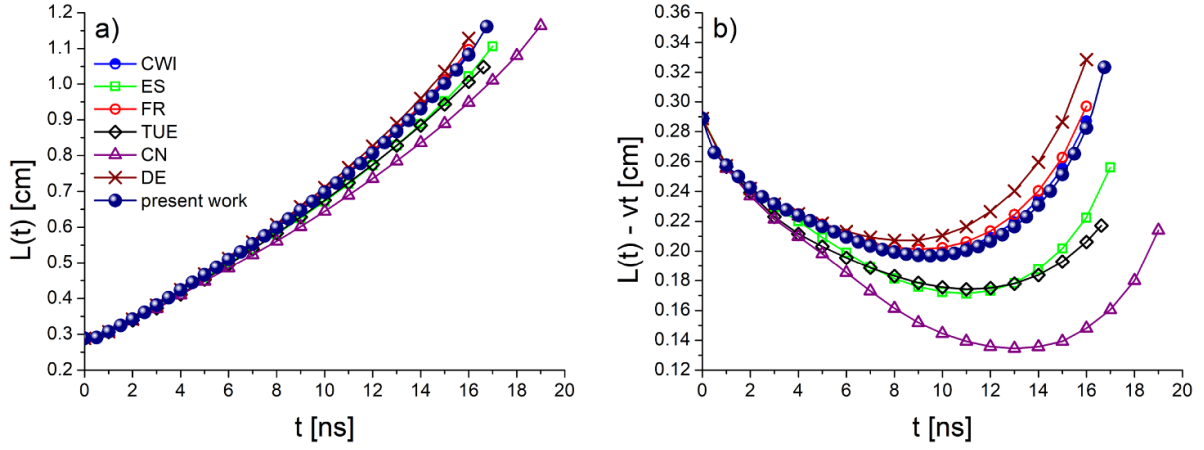 a)
CWI
ES
FR
TUE
CN
DE
present work
L(t) [cm]
1.2
1.1
1.0
0.9
0.8
0.7
0.6
0.5
0.4
0.3
0.2
0 2 4 6 8 10 12 14 16 18 20
t [ns]
b)
L(t) - vt [cm]
0.36
0.34
0.32
0.30
0.28
0.26
0.24
0.22
0.20
0.18
0.16
0.14
0.12
0 2 4 6 8 10 12 14 16 18 20
t [ns]